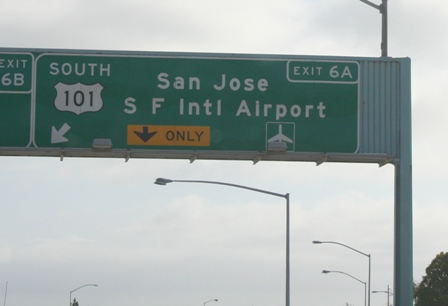 EXIT
6B
SOUTH
101
San Jose
EXIT 6A
S F Intl Airport
ONLY